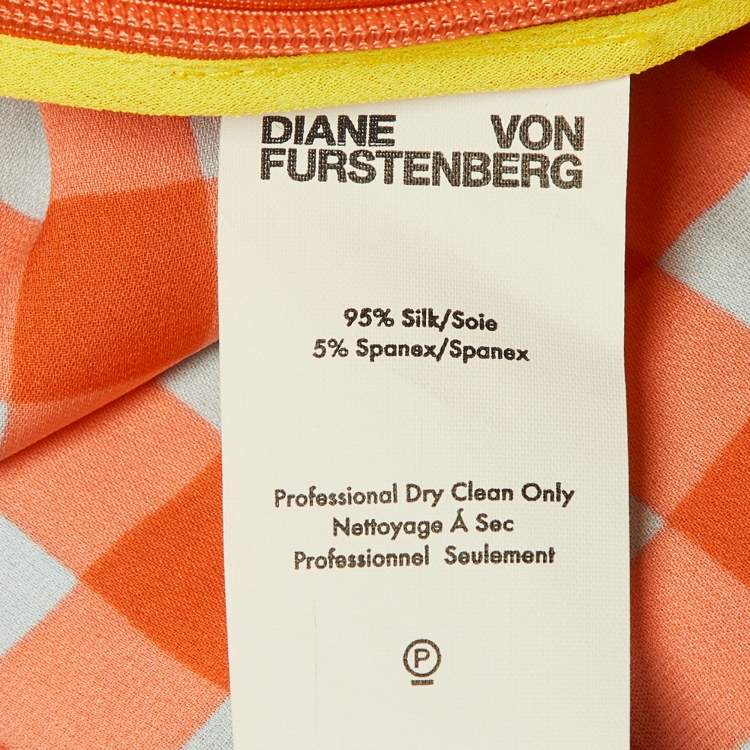 DIANE VON
FURSTENBERG
95% Silk/Soie
5% Spanex/Spanex
Professional Dry Clean Only
Nettoyage Á Sec
Professionnel Seulement
P